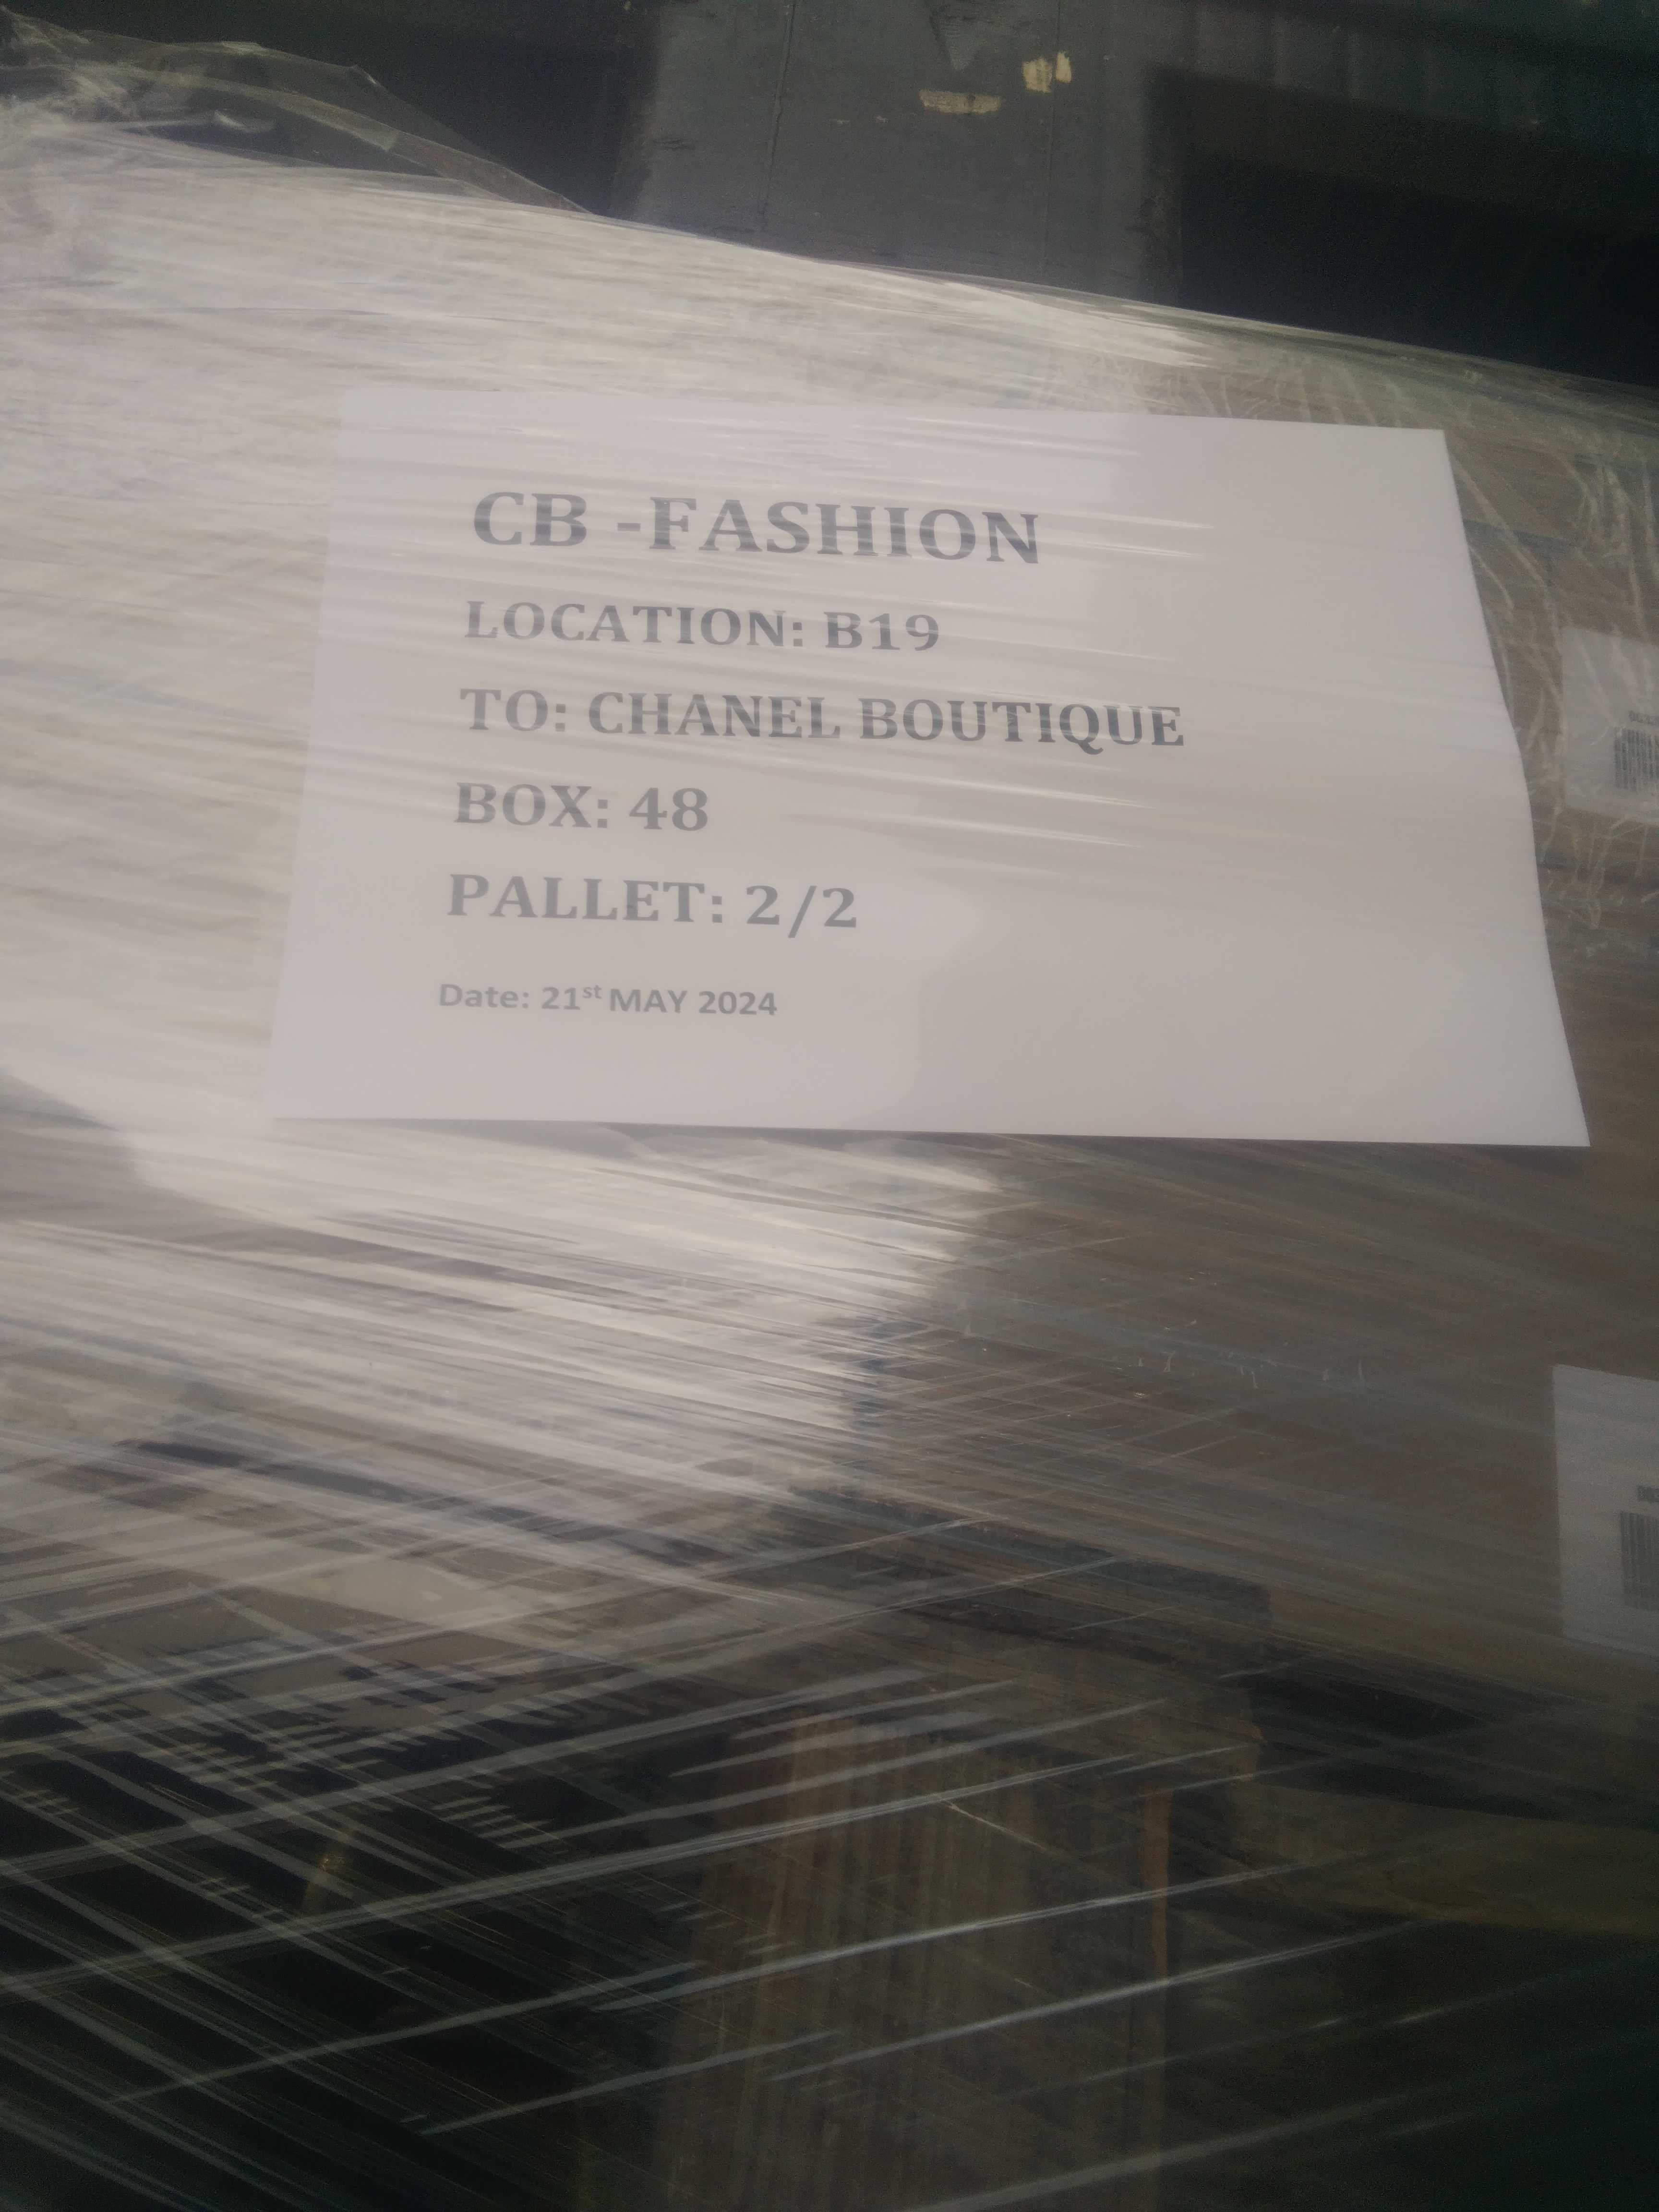 CB -FASHION
LOCATION: B19
TO: CHANEL BOUTIQUE
BOX: 48
PALLET: 2/2
Date: 21st MAY 2024